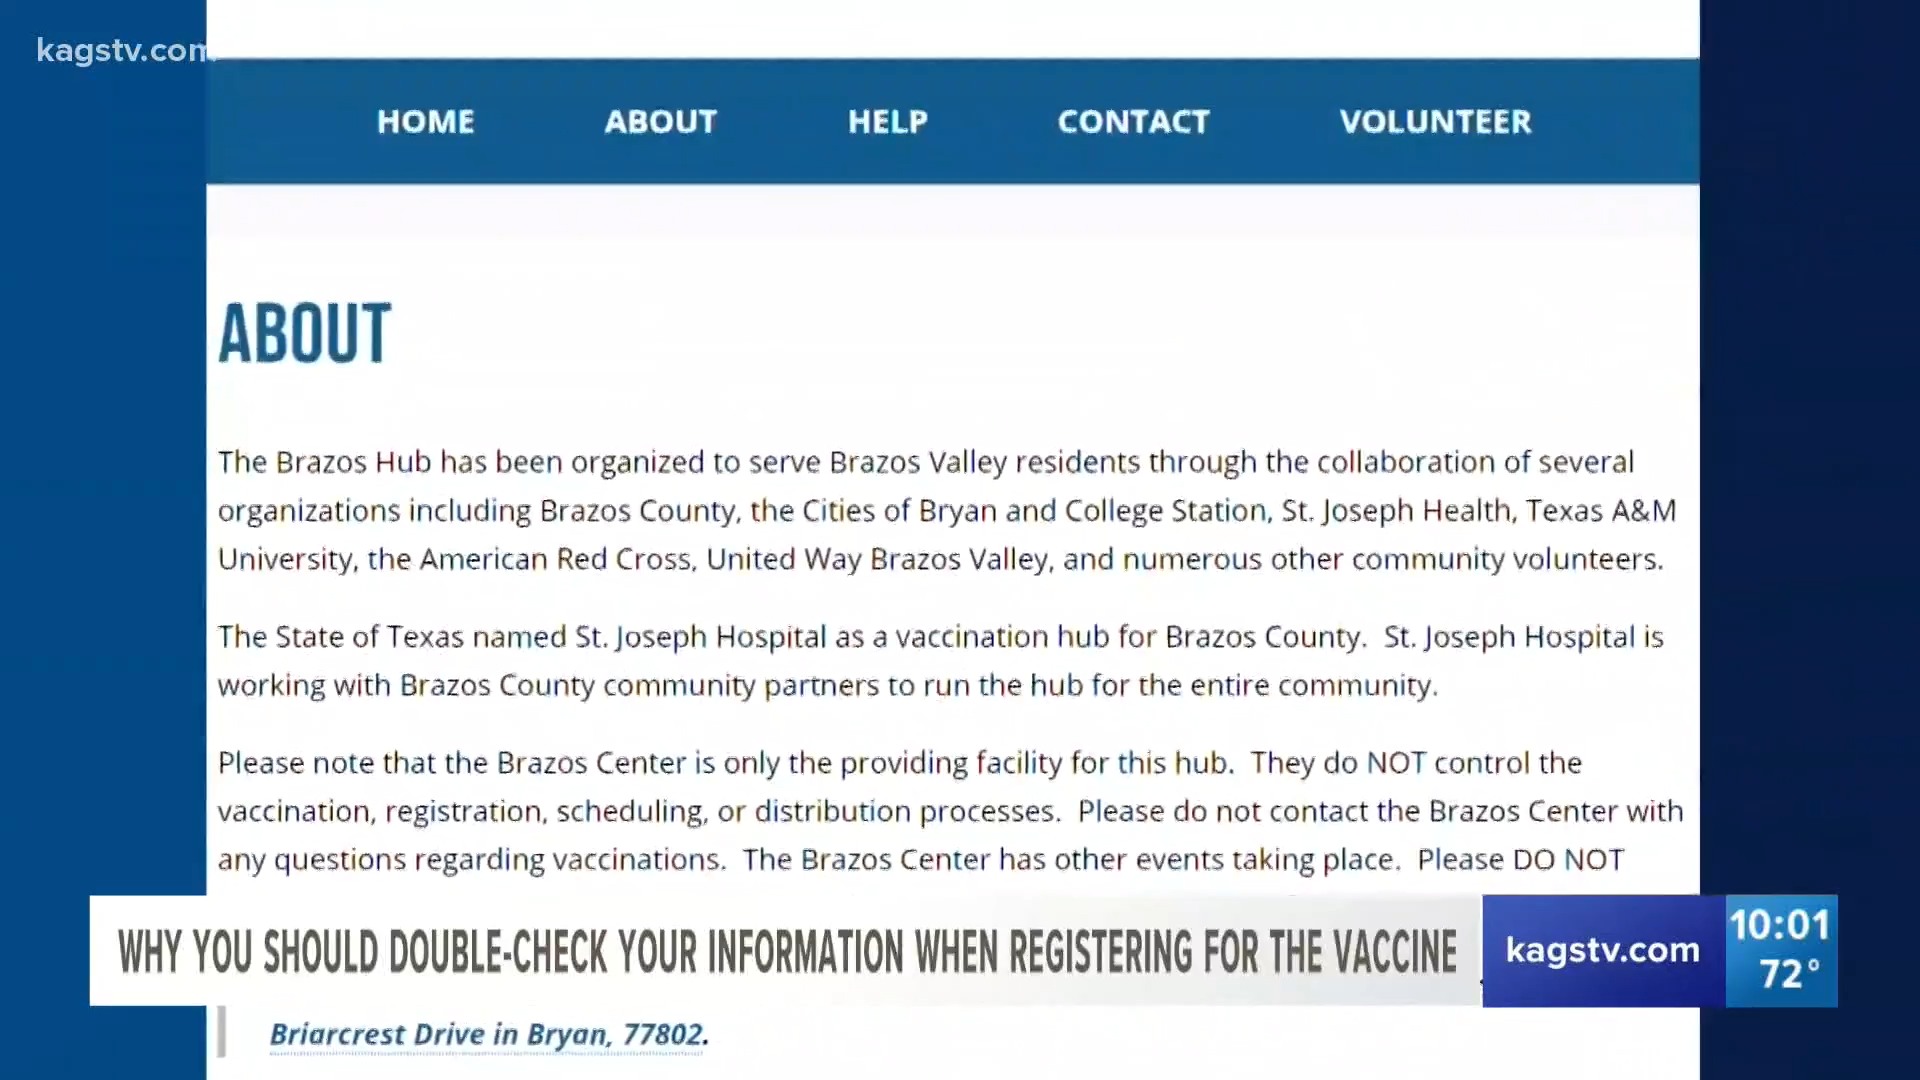 kagstv.com
HOME ABOUT HELP CONTACT VOLUNTEER
ABOUT
The Brazos Hub has been organized to serve Brazos Valley residents through the collaboration of several
organizations including Brazos County, the Cities of Bryan and College Station, St. Joseph Health, Texas A&M
University, the American Red Cross, United Way Brazos Valley, and numerous other community volunteers.
The State of Texas named St. Joseph Hospital as a vaccination hub for Brazos County. St. Joseph Hospital is
working with Brazos County community partners to run the hub for the entire community.
Please note that the Brazos Center is only the providing facility for this hub. They do NOT control the
vaccination, registration, scheduling, or distribution processes. Please do not contact the Brazos Center with
any questions regarding vaccinations. The Brazos Center has other events taking place. Please DO NOT
WHY YOU SHOULD DOUBLE-CHECK YOUR INFORMATION WHEN REGISTERING FOR THE VACCINE
kagstv.com
10:01
72°
Briarcrest Drive in Bryan, 77802.